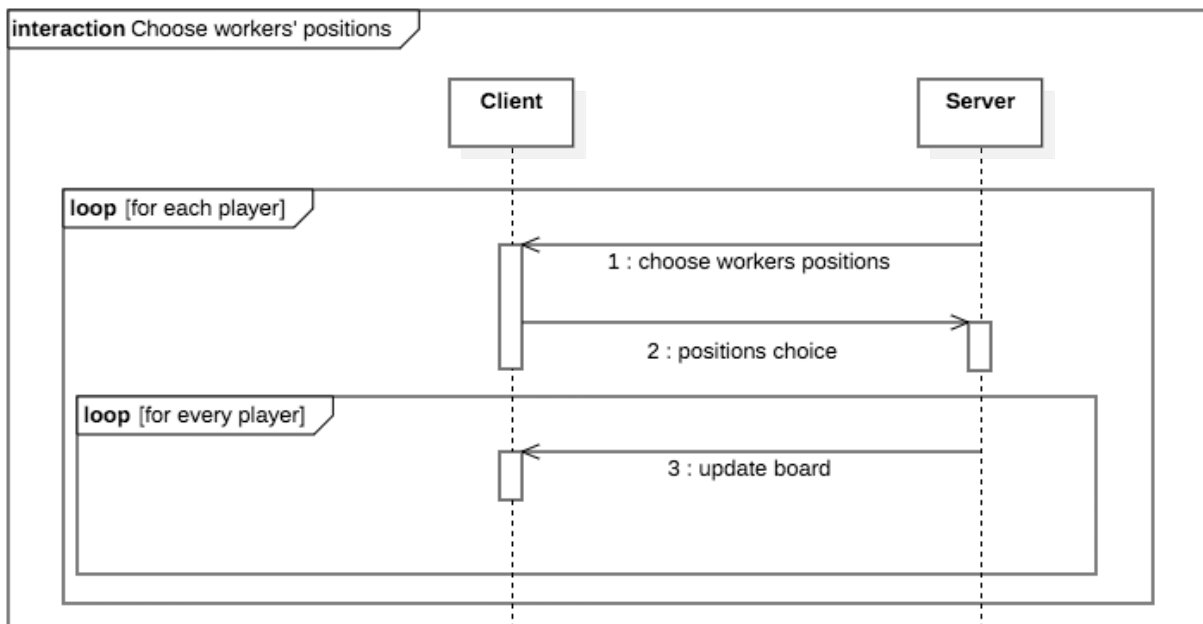 interaction Choose workers' positions
Client
Server
loop [for each player]
1 : choose workers positions
2 : positions choice
loop [for every player]
3 : update board